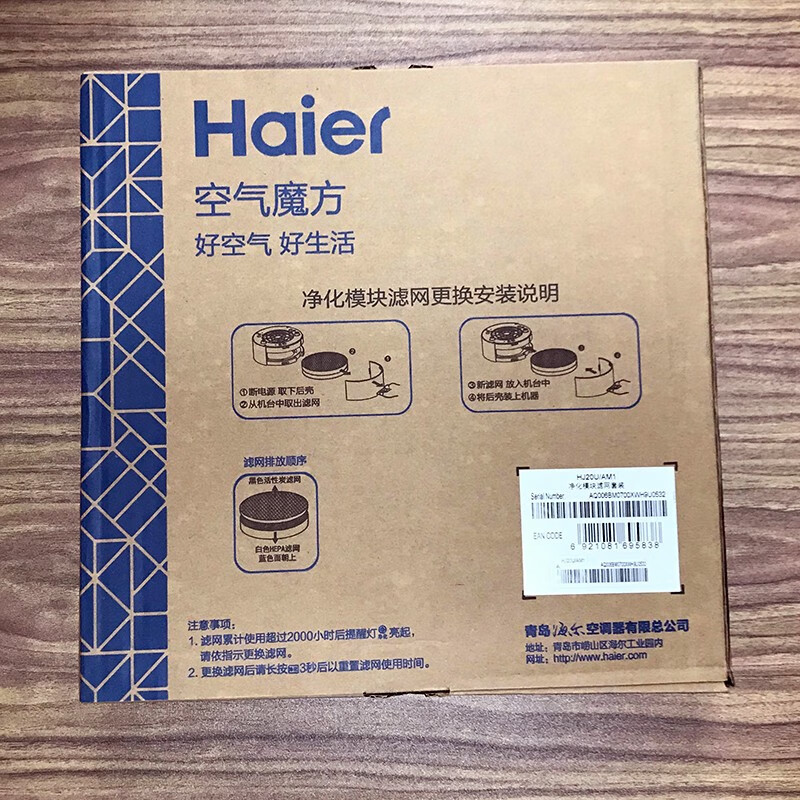 Haier
空气魔方
好空气 好生活
净化模块滤网更换安装说明
② ①
①断电源 取下后壳
②从机台中取出滤网
③ ④
③新滤网 放入机台中
④将后壳装上机器
滤网排放顺序
黑色活性炭滤网
白色HEPA滤网
蓝色面朝上
HJ20U/AM1
净化模块滤网套装
Serial Number AQ006BM0700XWH9U0532
EAN CODE
6 921081 695838
注意事项:
1. 滤网累计使用超过2000小时后提醒灯亮起,
请依指示更换滤网。
2. 更换滤网后请长按3秒后以重置滤网使用时间。
青岛海尔空调器有限总公司
地址: 青岛市崂山区海尔工业园内
网址: http://www.haier.com